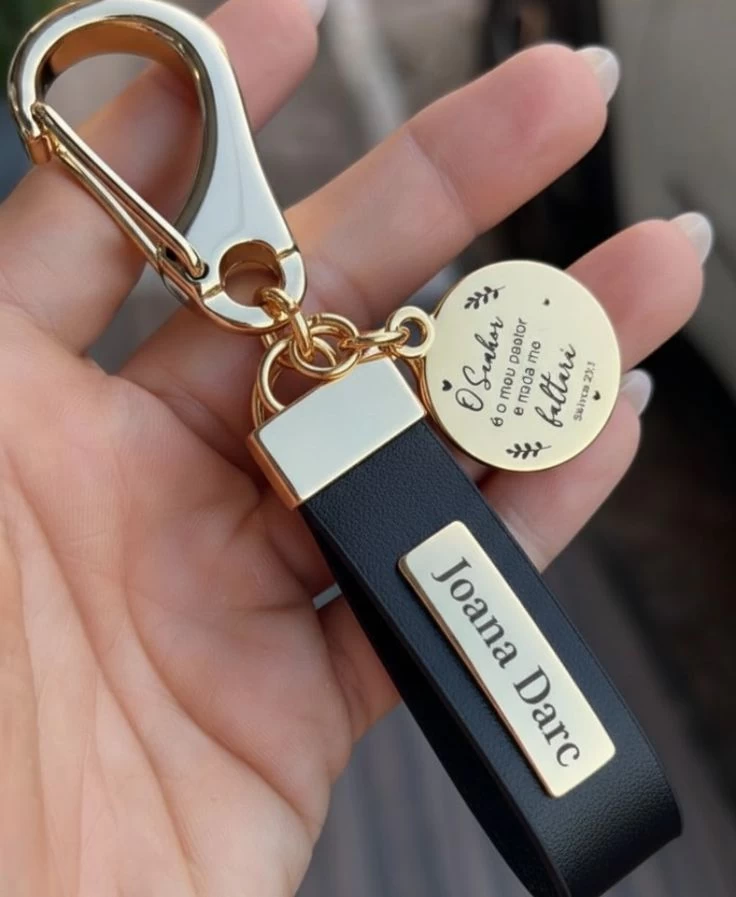 O Senhor
é o meu pastor
e nada me
faltará
Salmos 23:1
Joana Darc